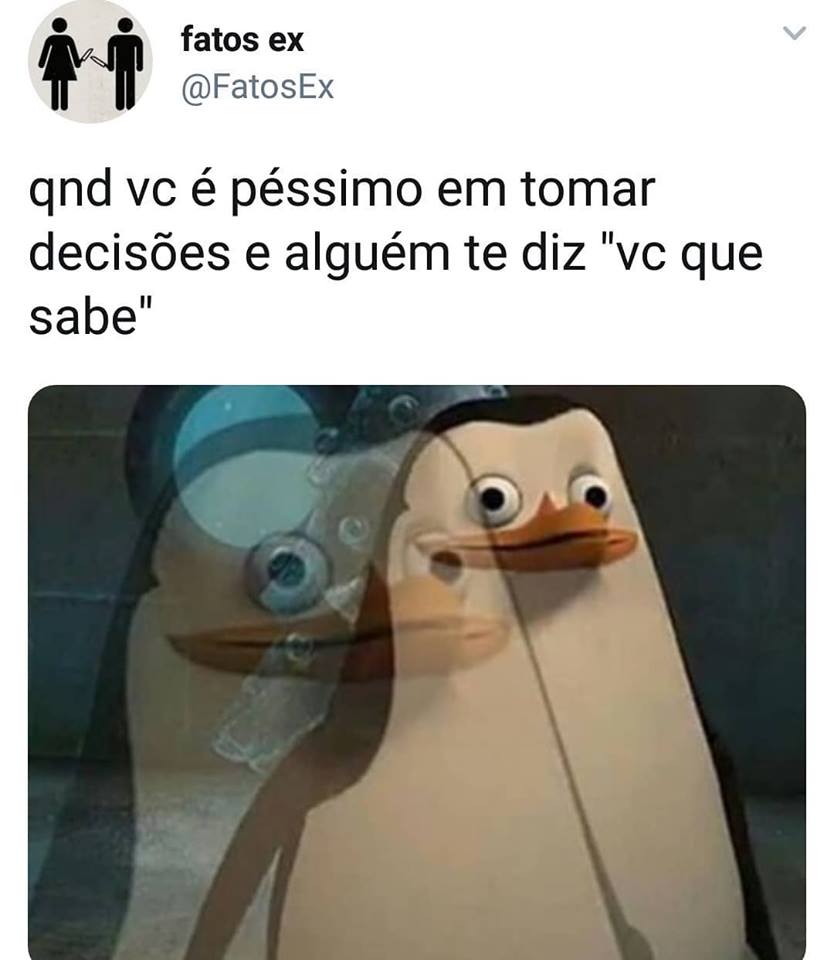 fatos ex
@FatosEx
qnd vc é péssimo em tomar
decisões e alguém te diz "vc que
sabe"